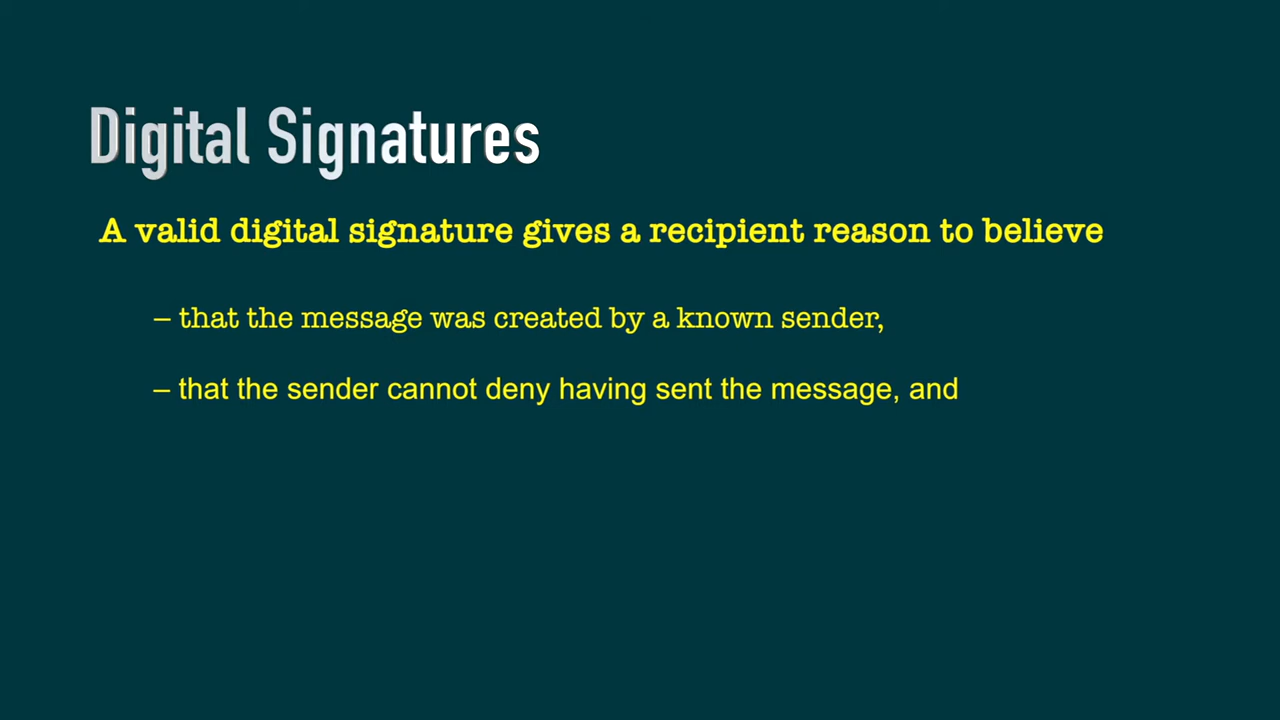 Digital Signatures
A valid digital signature gives a recipient reason to believe
– that the message was created by a known sender,
– that the sender cannot deny having sent the message, and